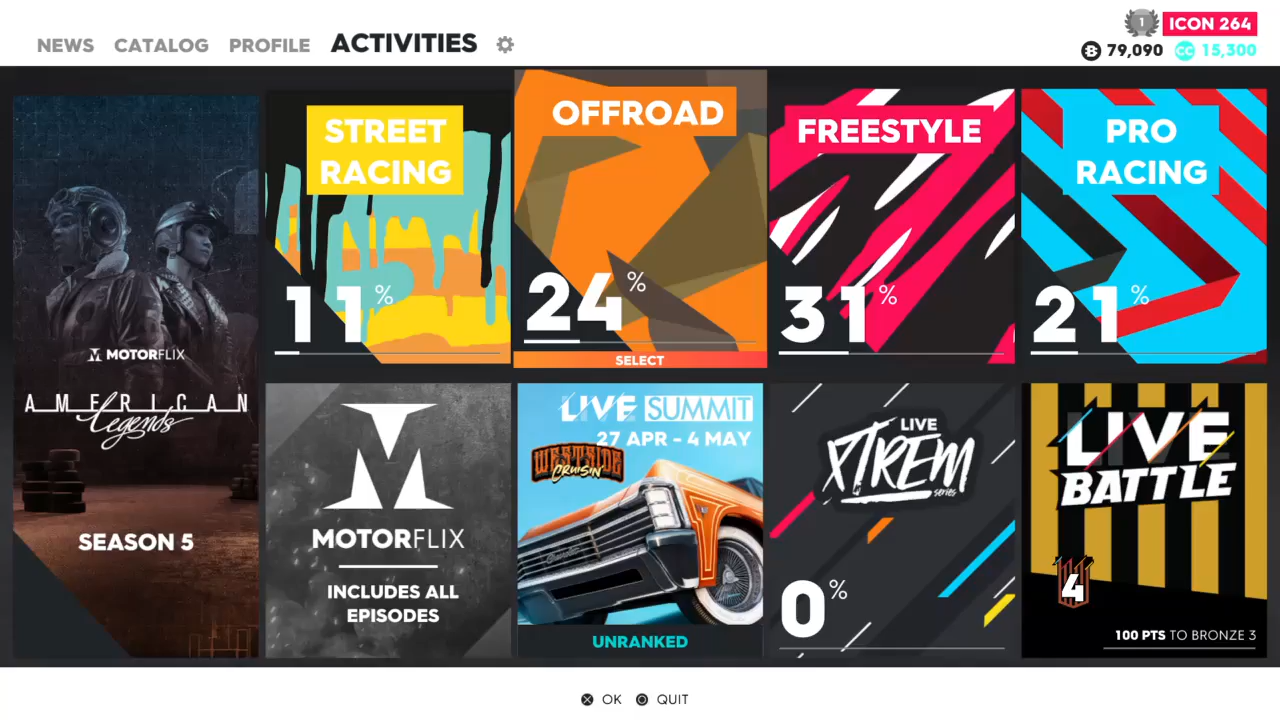 NEWS
CATALOG
PROFILE
ACTIVITIES
1
ICON 264
79,090
CC
15,300
MOTORFLIX
AMERICAN
Legends
SEASON 5
STREET
RACING
11%
OFFROAD
24%
SELECT
FREESTYLE
31%
PRO
RACING
21%
MOTORFLIX
INCLUDES ALL
EPISODES
LIVE SUMMIT
27 APR - 4 MAY
WESTSIDE
Cruisin'
UNRANKED
LIVE
XTREM
series
0%
LIVE
BATTLE
4
100 PTS TO BRONZE 3
OK
QUIT